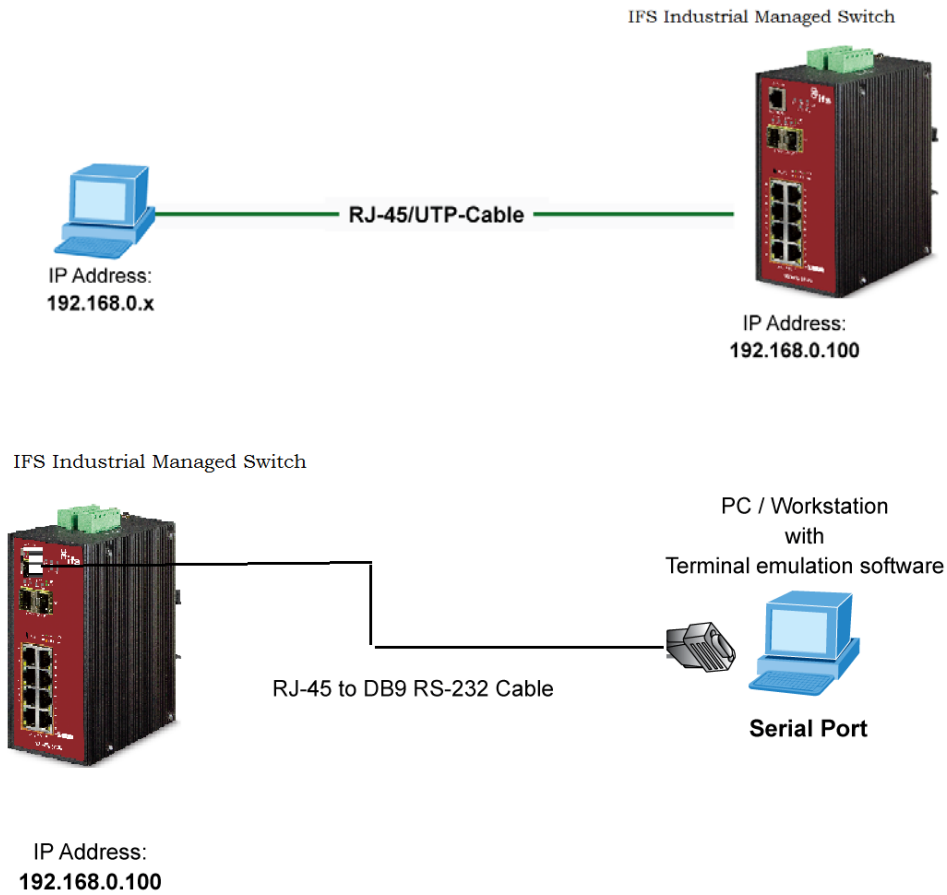 IFS Industrial Managed Switch
ifs
RJ-45/UTP-Cable
IP Address:
192.168.0.x
IP Address:
192.168.0.100
IFS Industrial Managed Switch
ifs
PC / Workstation
with
Terminal emulation software
RJ-45 to DB9 RS-232 Cable
Serial Port
IP Address:
192.168.0.100